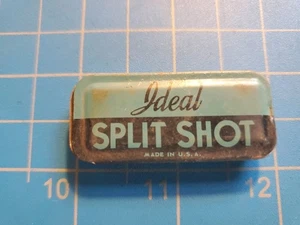 Ideal
SPLIT SHOT
MADE IN U.S.A.
10 11 12